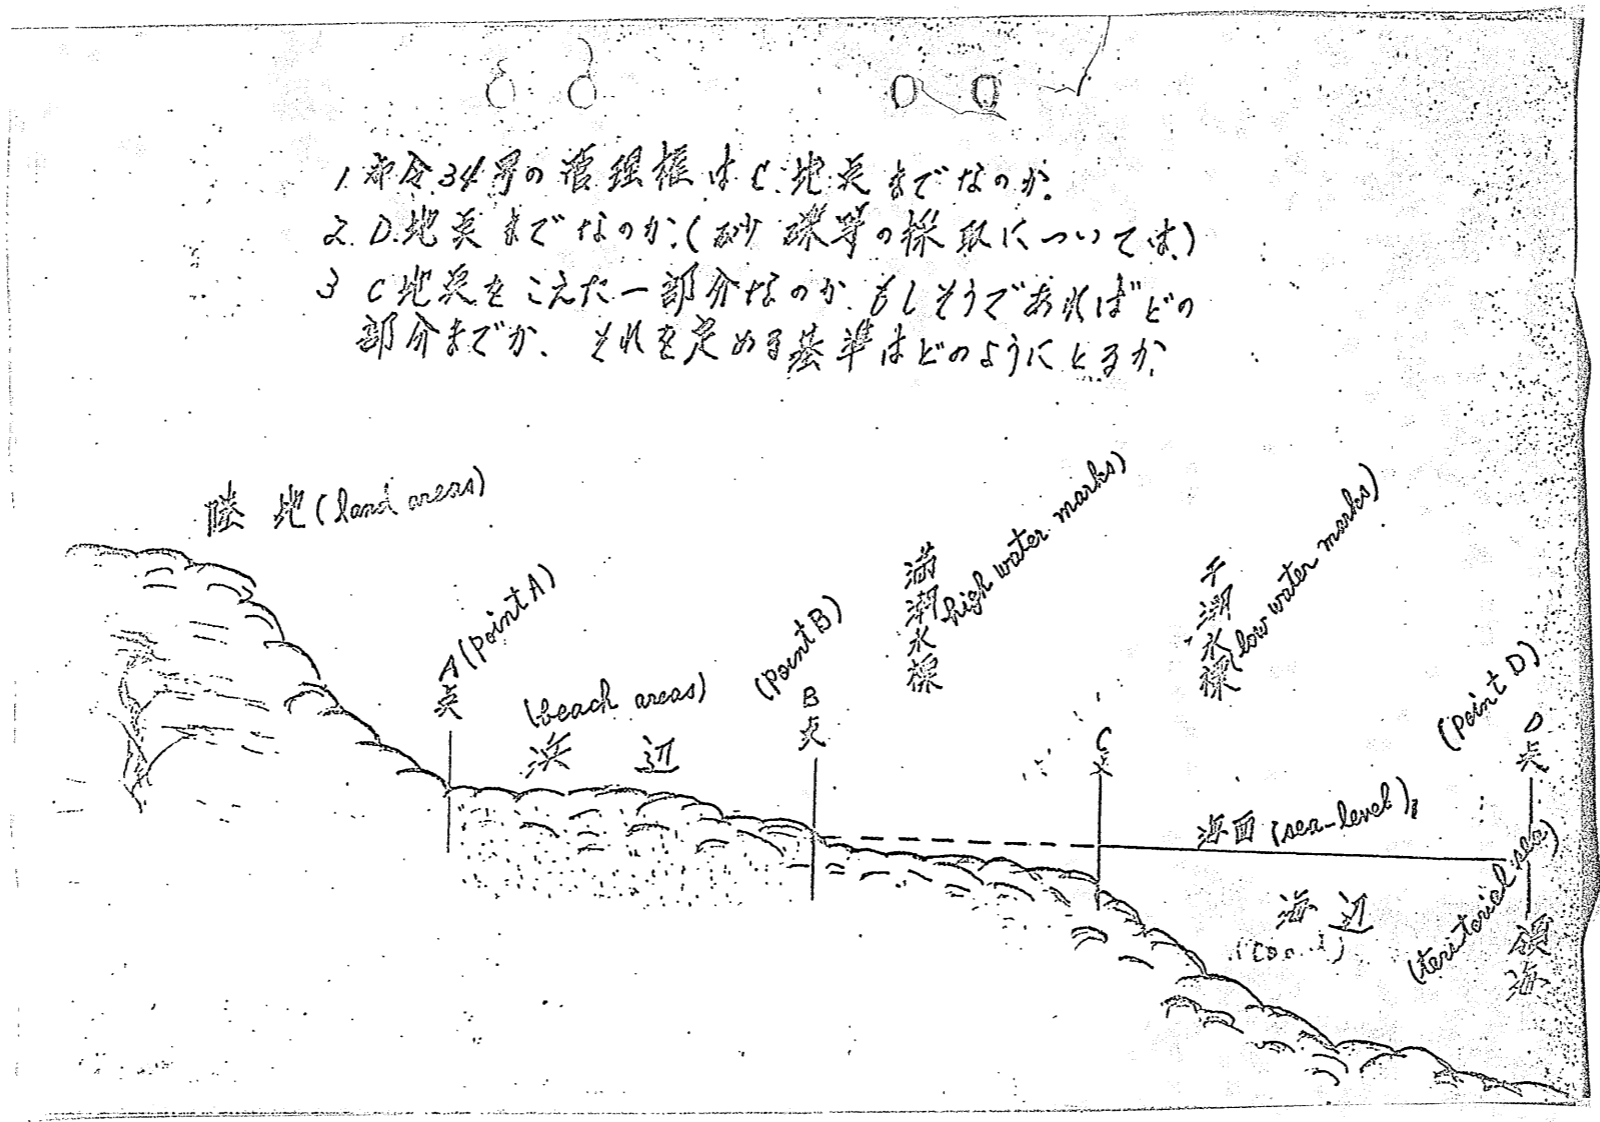 1. 布令34号の管理権はC.地点までなのか.
2. D.地点までなのか.(砂礫等の採取については.)
3 C地点をこえた一部分なのか.もしそうであればどの
部分までか、それを定める基準はどのようにとるか.
陸地(land areas)
A点(Point A)
(beach areas)
浜辺
(Point B)
B点
満潮水標
high water marks)
C点
干潮水標
(low water marks)
(Point D)
D点
海面(sea-level)
海辺
(teristorial sea)
領海